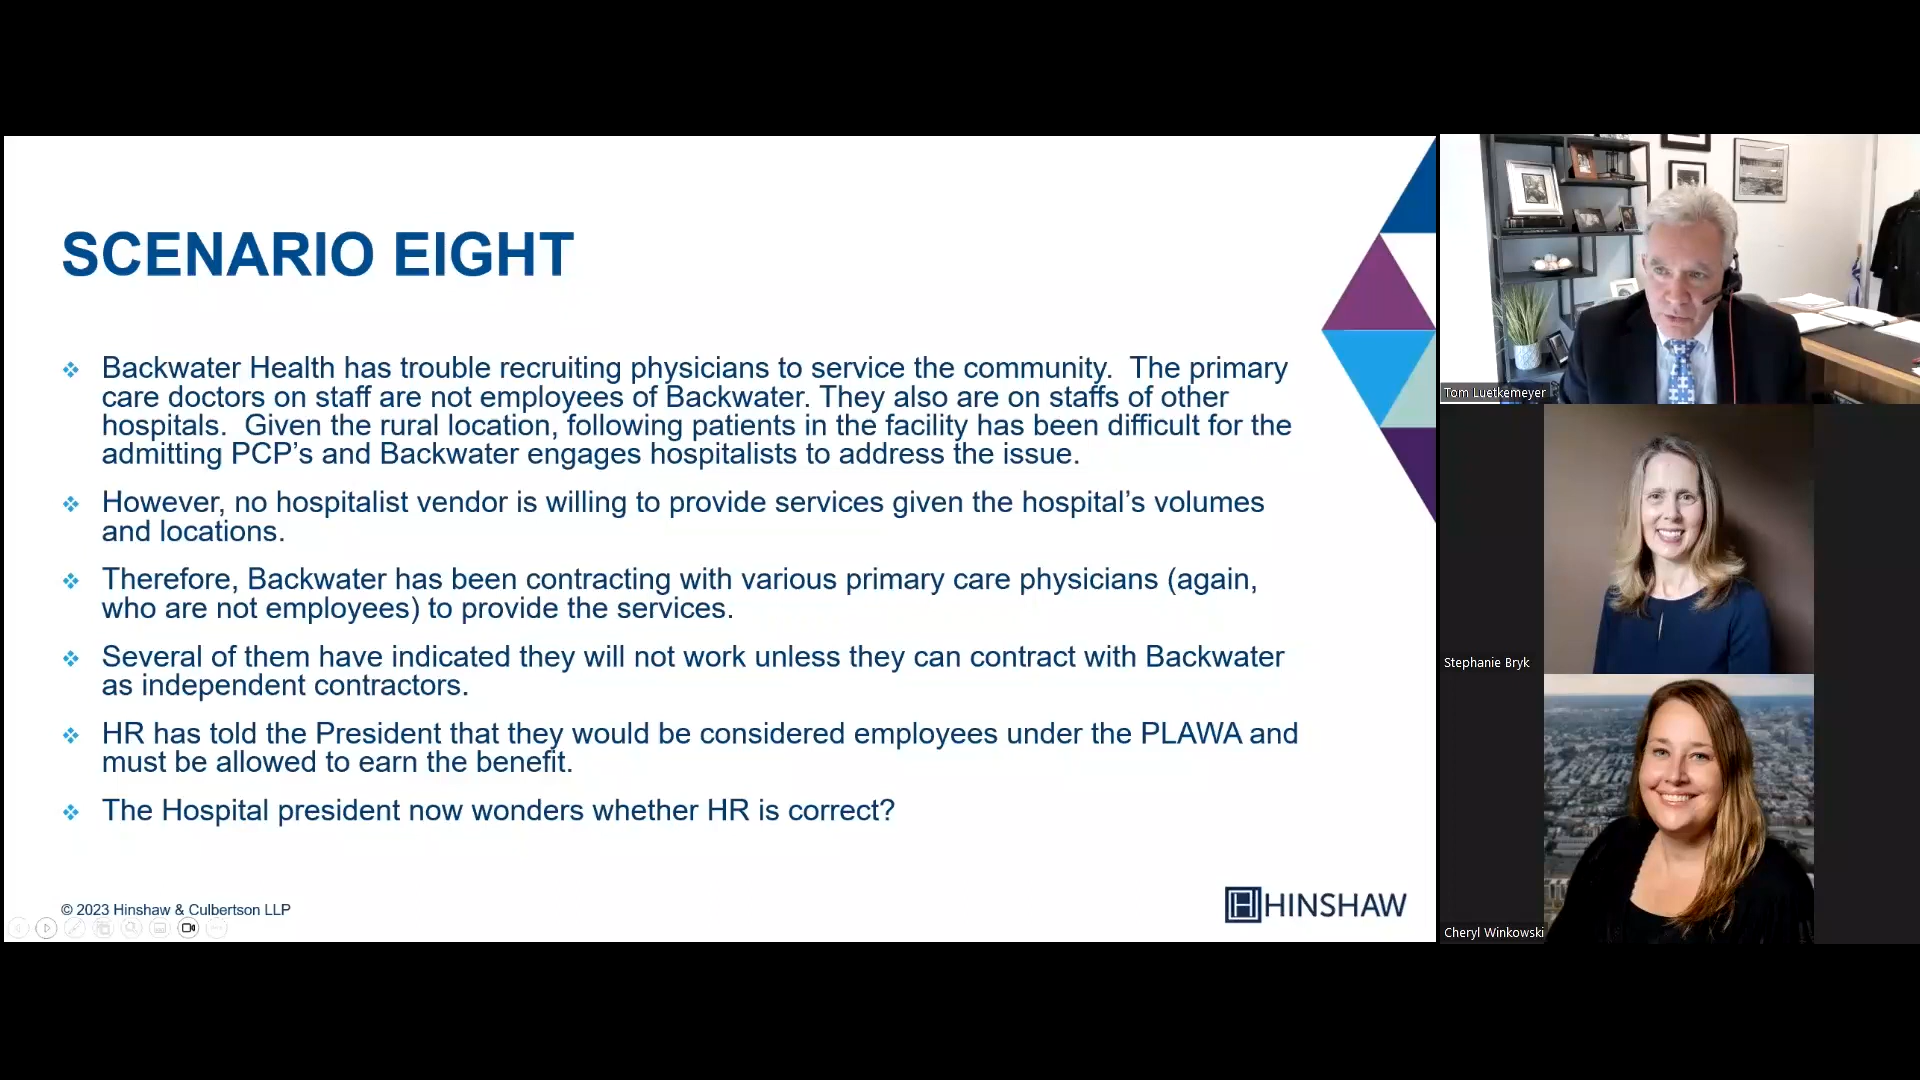 SCENARIO EIGHT
Backwater Health has trouble recruiting physicians to service the community.  The primary
care doctors on staff are not employees of Backwater. They also are on staffs of other
hospitals.  Given the rural location, following patients in the facility has been difficult for the
admitting PCP’s and Backwater engages hospitalists to address the issue.
However, no hospitalist vendor is willing to provide services given the hospital’s volumes
and locations.
Therefore, Backwater has been contracting with various primary care physicians (again,
who are not employees) to provide the services.
Several of them have indicated they will not work unless they can contract with Backwater
as independent contractors.
HR has told the President that they would be considered employees under the PLAWA and
must be allowed to earn the benefit.
The Hospital president now wonders whether HR is correct?
© 2023 Hinshaw & Culbertson LLP
HINSHAW
Tom Luetkemeyer
Stephanie Bryk
Cheryl Winkowski